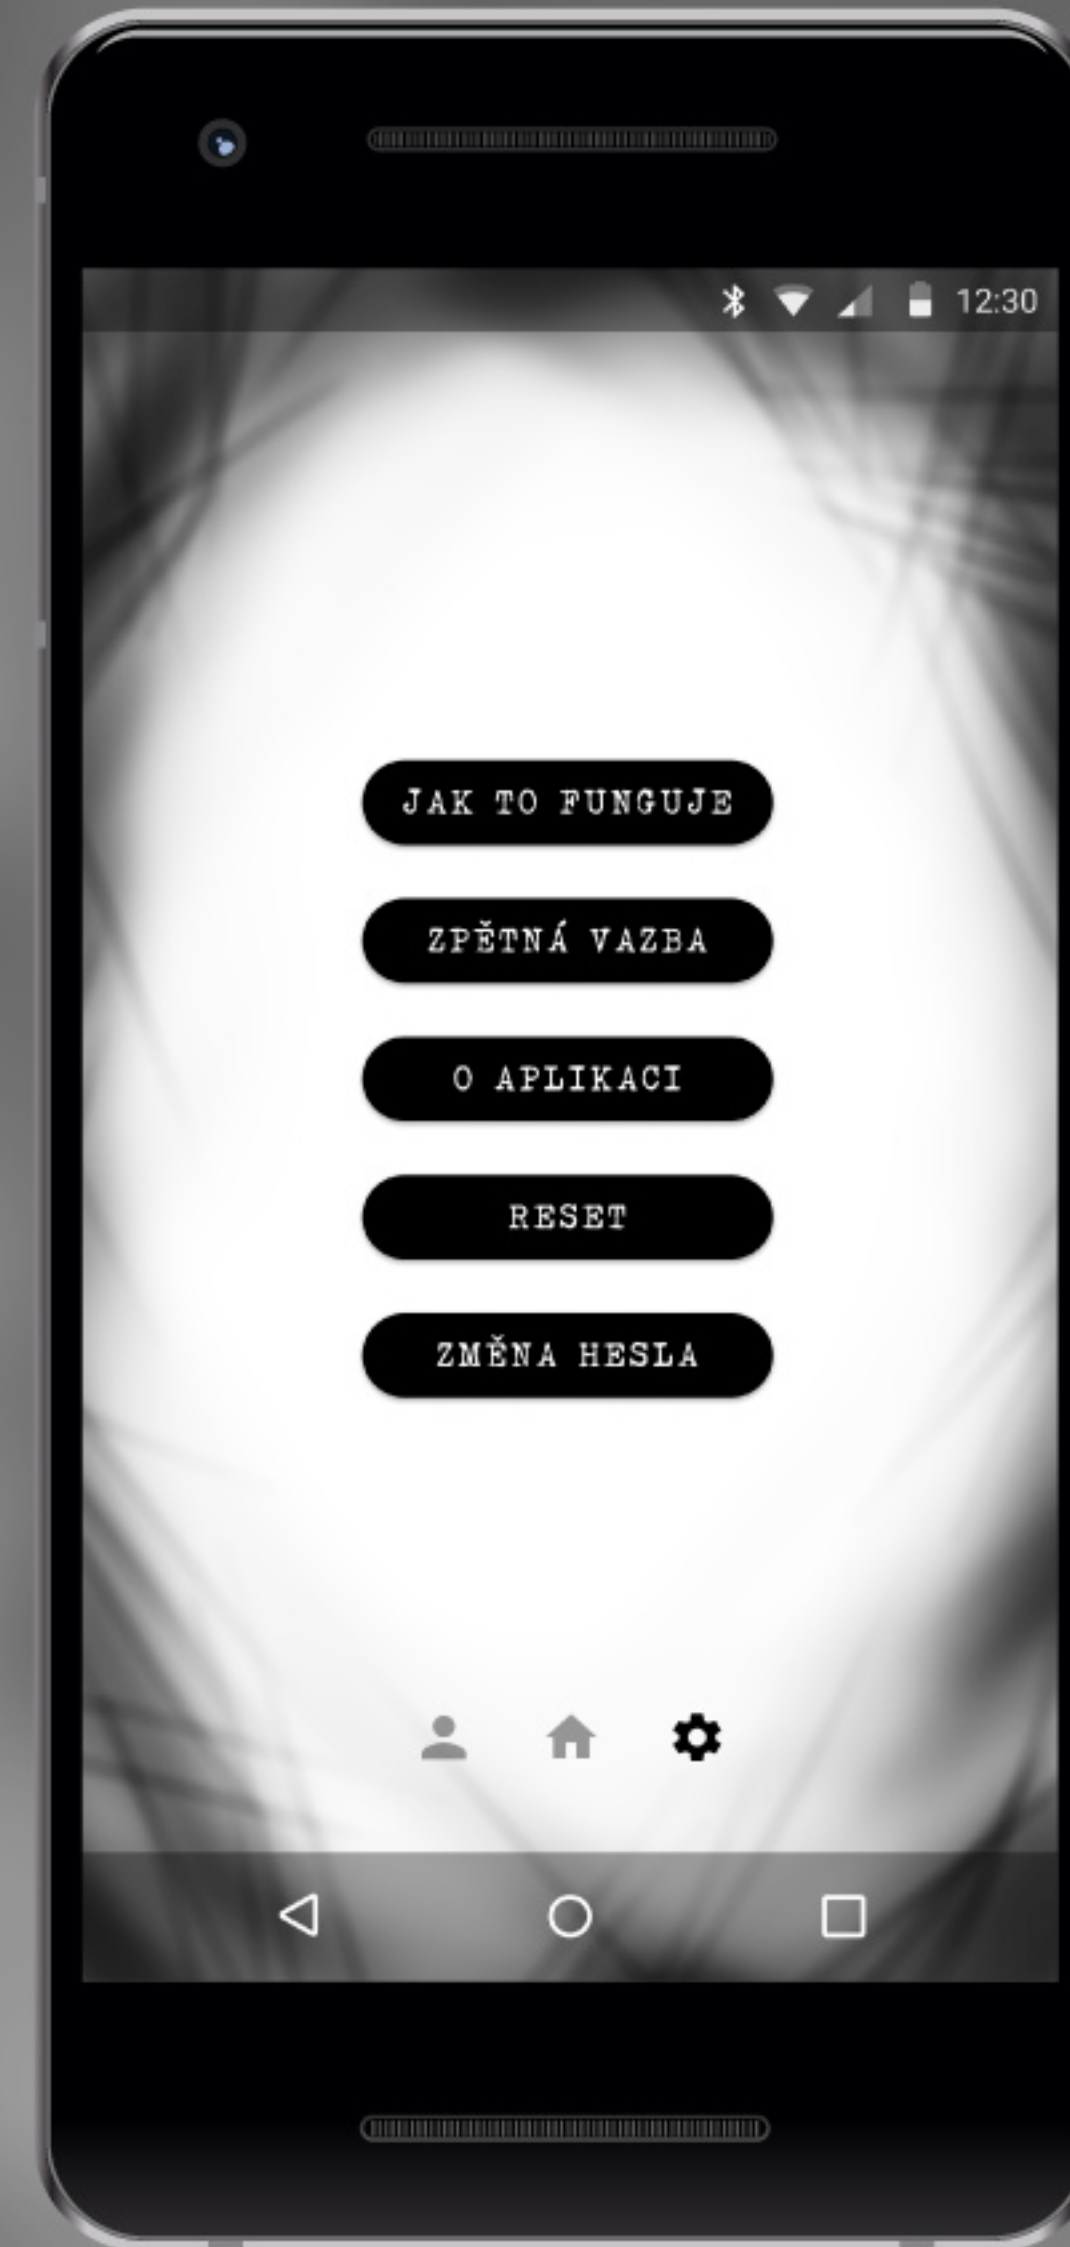 12:30
JAK TO FUNGUJE
ZPĚTNÁ VAZBA
O APLIKACI
RESET
ZMĚNA HESLA